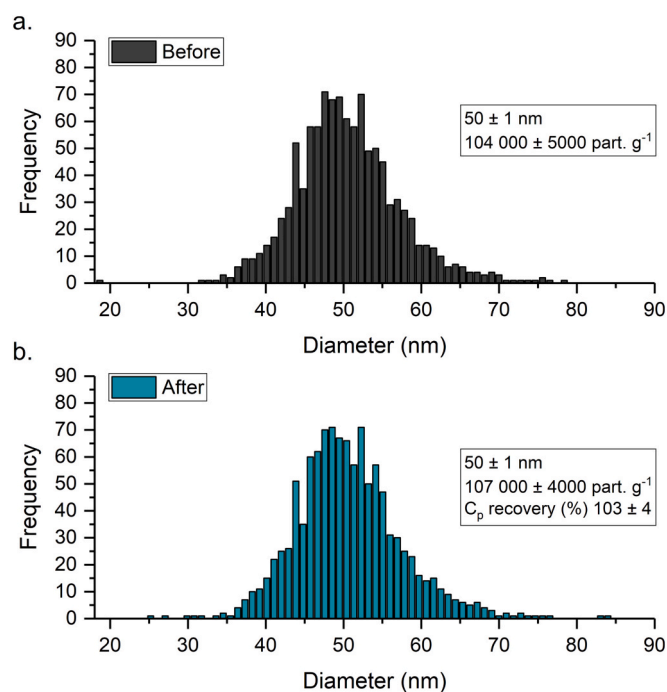 a.
90
80
70
60
50
40
30
20
10
0
Frequency
Before
50 ± 1 nm
104 000 ± 5000 part. g⁻¹
20 30 40 50 60 70 80 90
Diameter (nm)
b.
90
80
70
60
50
40
30
20
10
0
Frequency
After
50 ± 1 nm
107 000 ± 4000 part. g⁻¹
Cₚ recovery (%) 103 ± 4
20 30 40 50 60 70 80 90
Diameter (nm)